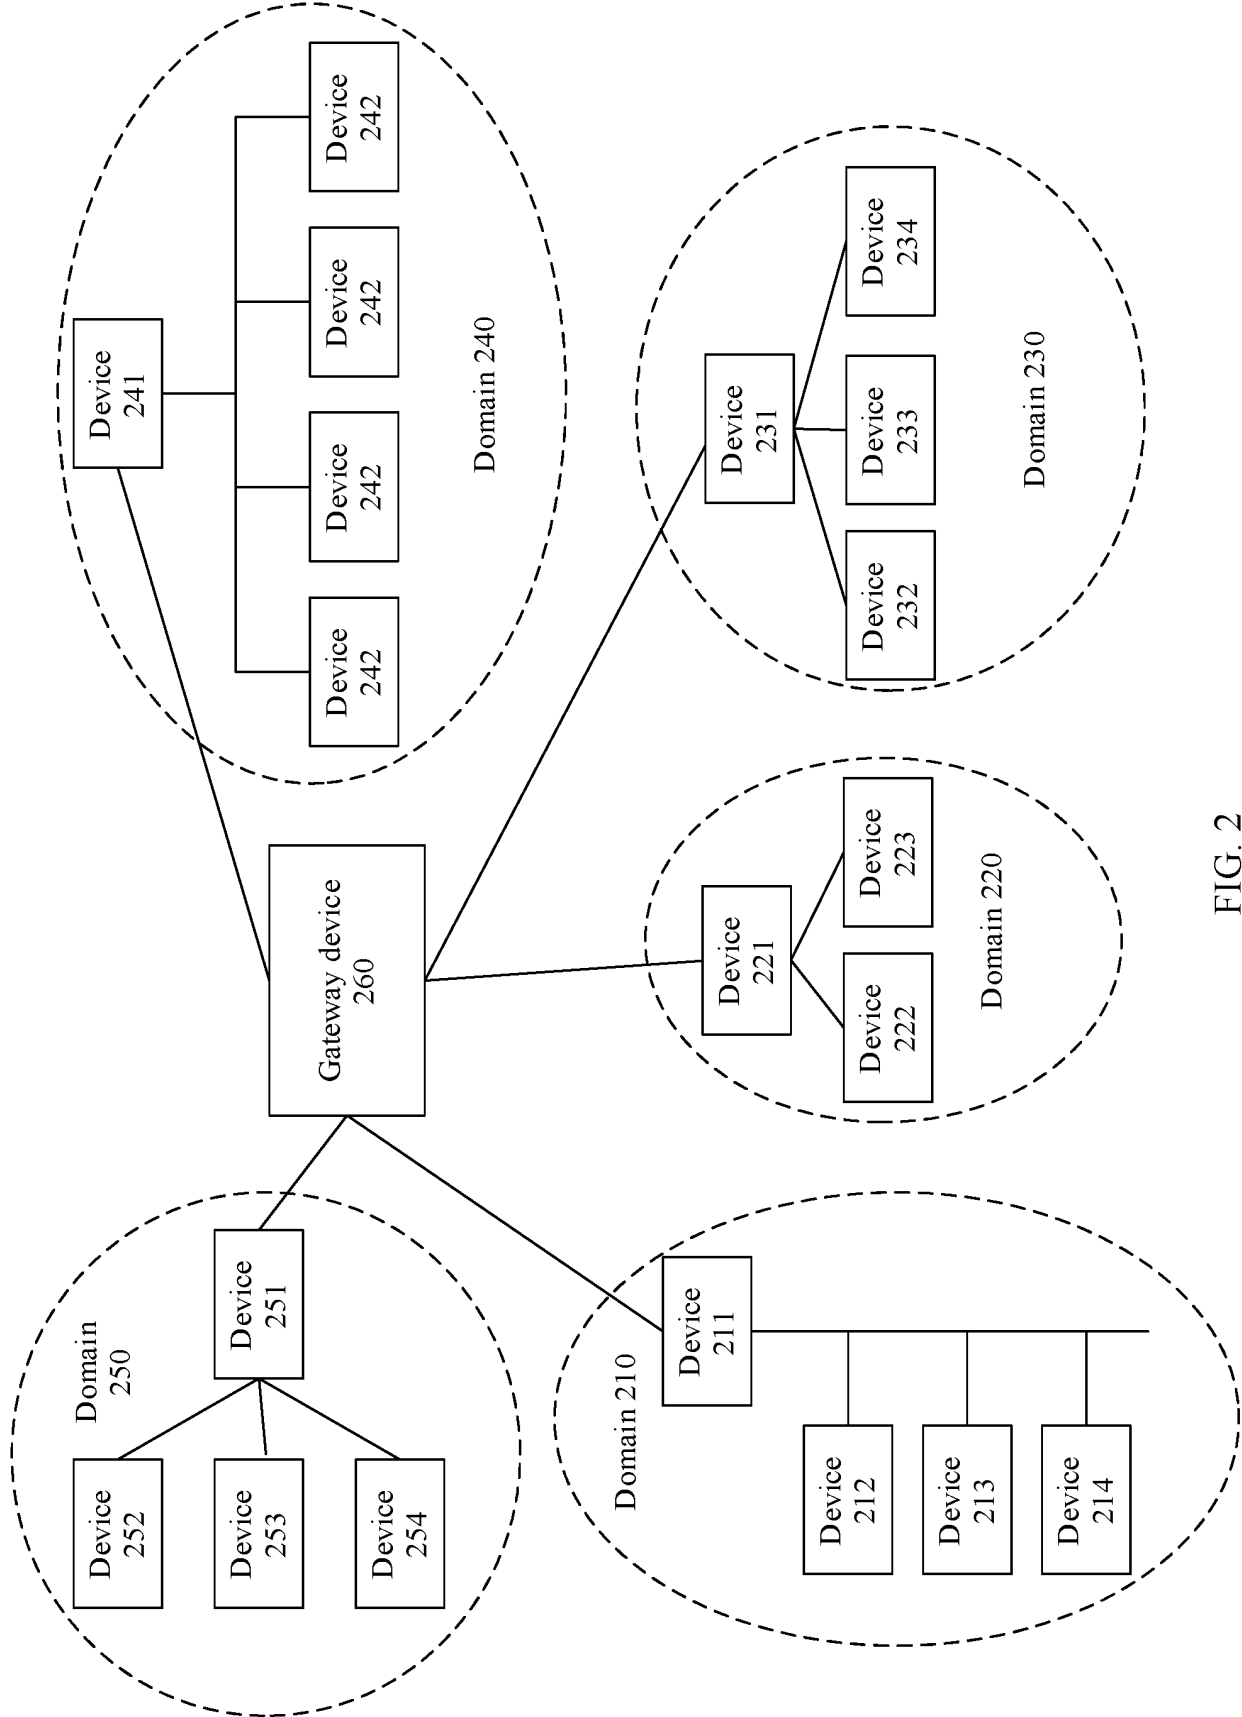 Domain
250
Device
252
Device
253
Device
254
Device
251
Gateway device
260
Device
241
Device
242
Device
242
Device
242
Device
242
Domain 240
Domain 210
Device
211
Device
212
Device
213
Device
214
Device
221
Device
222
Device
223
Domain 220
Device
231
Device
232
Device
233
Device
234
Domain 230
FIG. 2